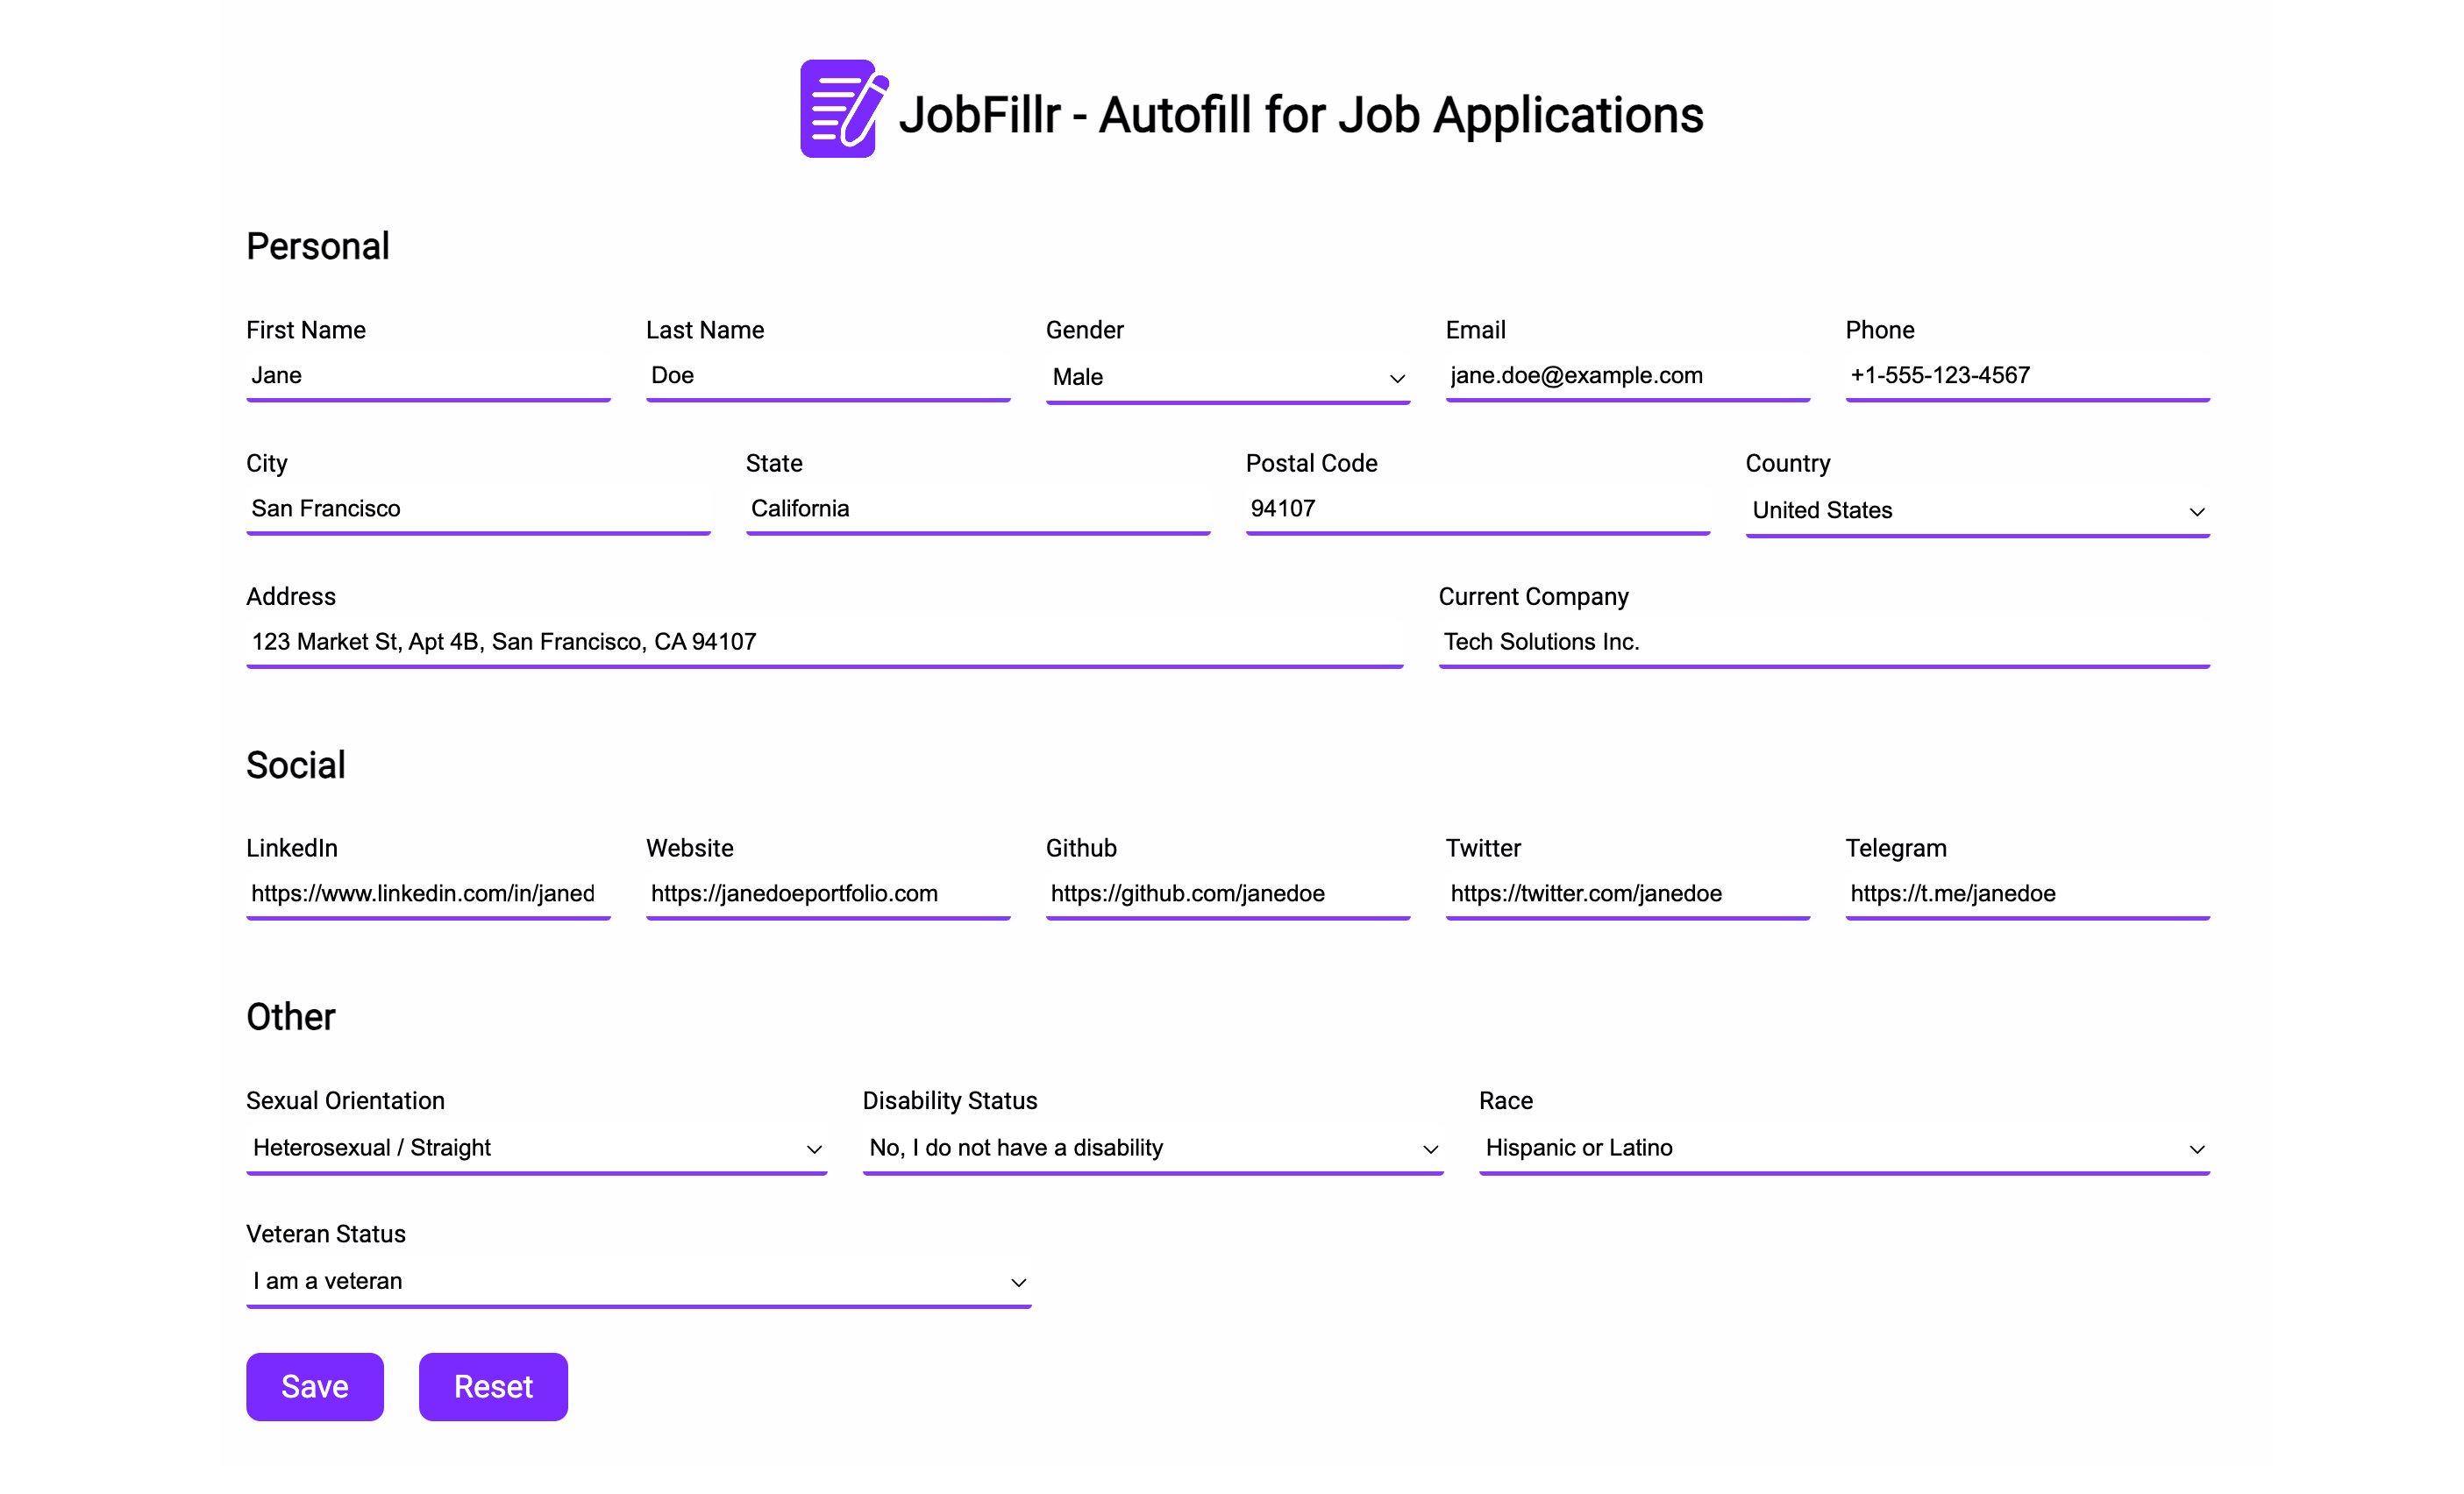 JobFillr - Autofill for Job Applications
Personal
First Name Last Name Gender Email Phone
Jane Doe Male jane.doe@example.com +1-555-123-4567
City State Postal Code Country
San Francisco California 94107 United States
Address Current Company
123 Market St, Apt 4B, San Francisco, CA 94107 Tech Solutions Inc.
Social
LinkedIn Website Github Twitter Telegram
https://www.linkedin.com/in/janed https://janedoeportfolio.com https://github.com/janedoe https://twitter.com/janedoe https://t.me/janedoe
Other
Sexual Orientation Disability Status Race
Heterosexual / Straight No, I do not have a disability Hispanic or Latino
Veteran Status
I am a veteran
Save Reset